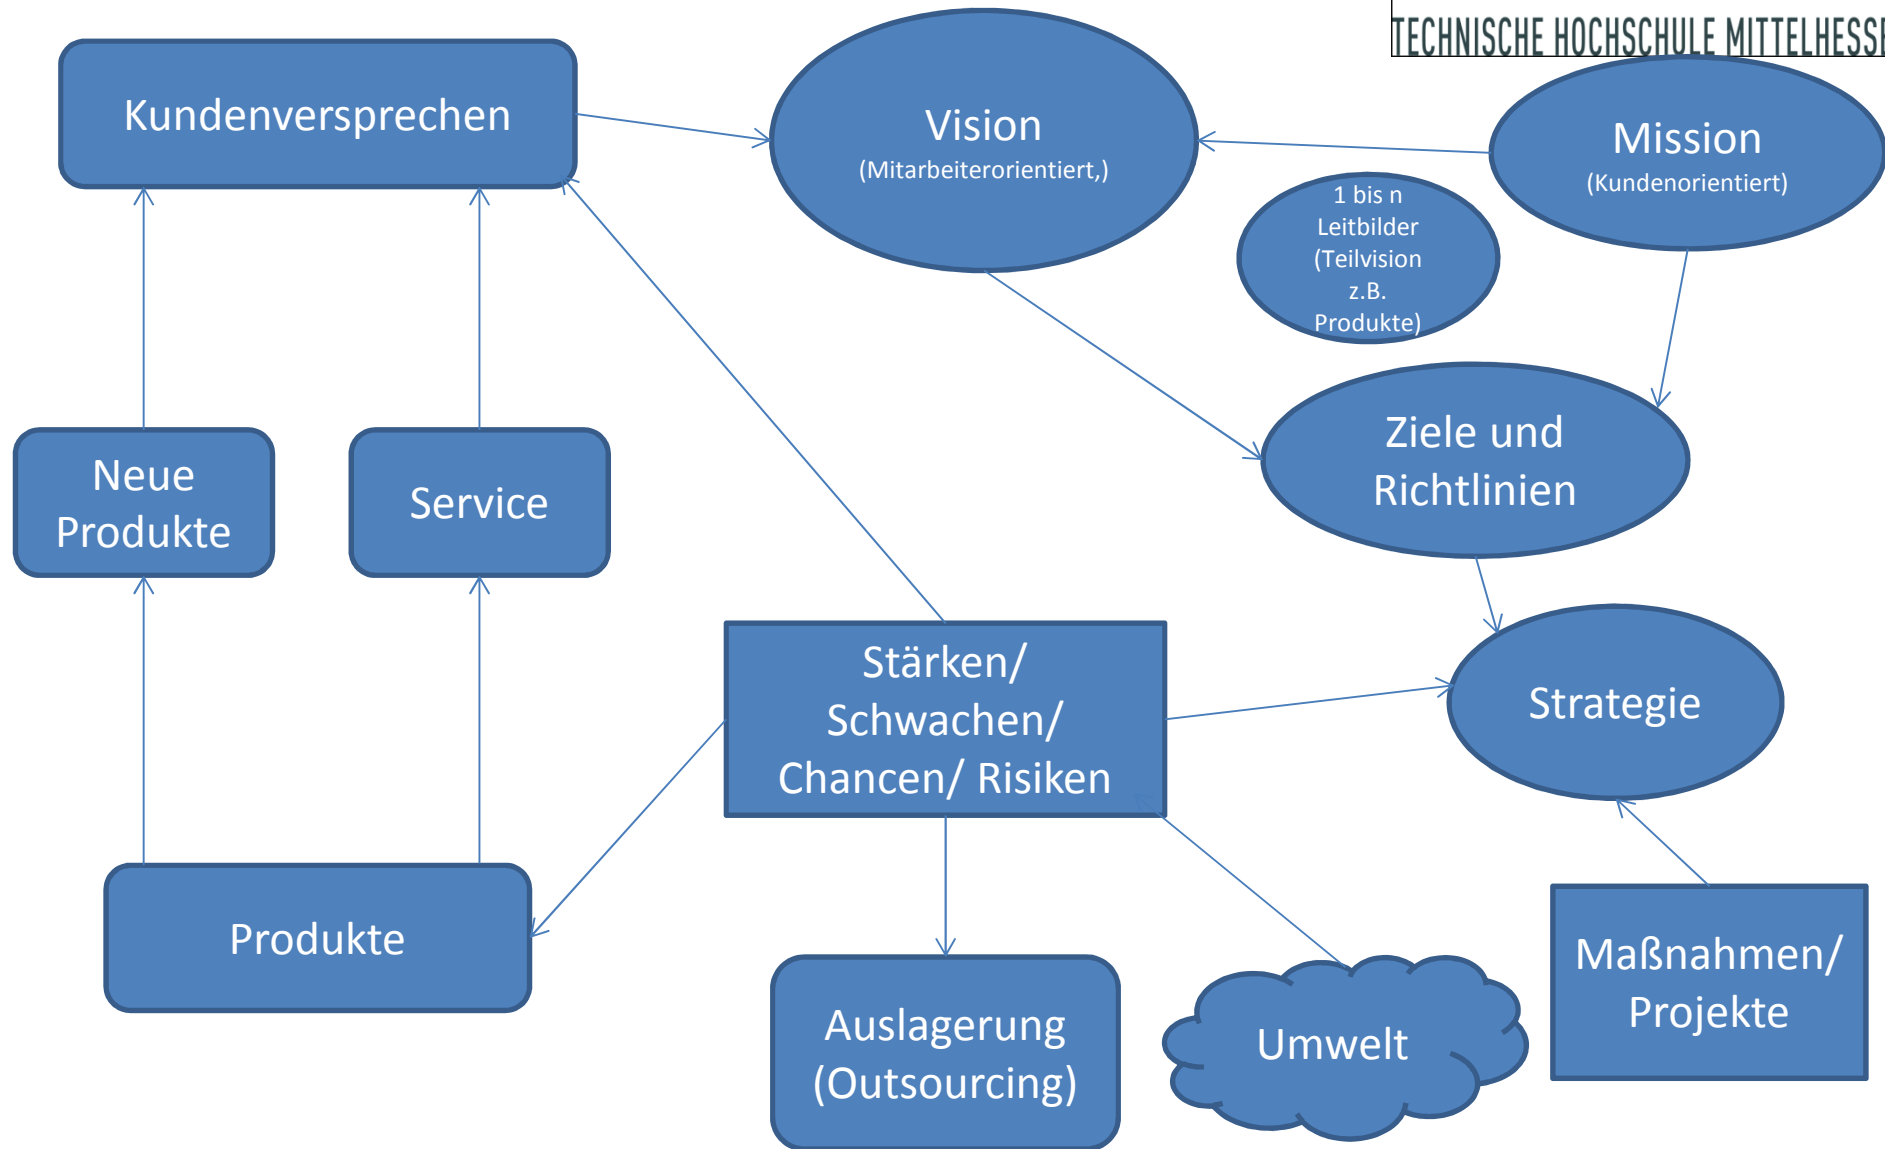 TECHNISCHE HOCHSCHULE MITTELHESSE
Kundenversprechen
Vision
(Mitarbeiterorientiert,)
Mission
(Kundenorientiert)
1 bis n
Leitbilder
(Teilvision
z.B.
Produkte)
Ziele und
Richtlinien
Neue
Produkte
Service
Stärken/
Schwachen/
Chancen/ Risiken
Strategie
Produkte
Auslagerung
(Outsourcing)
Umwelt
Maßnahmen/
Projekte